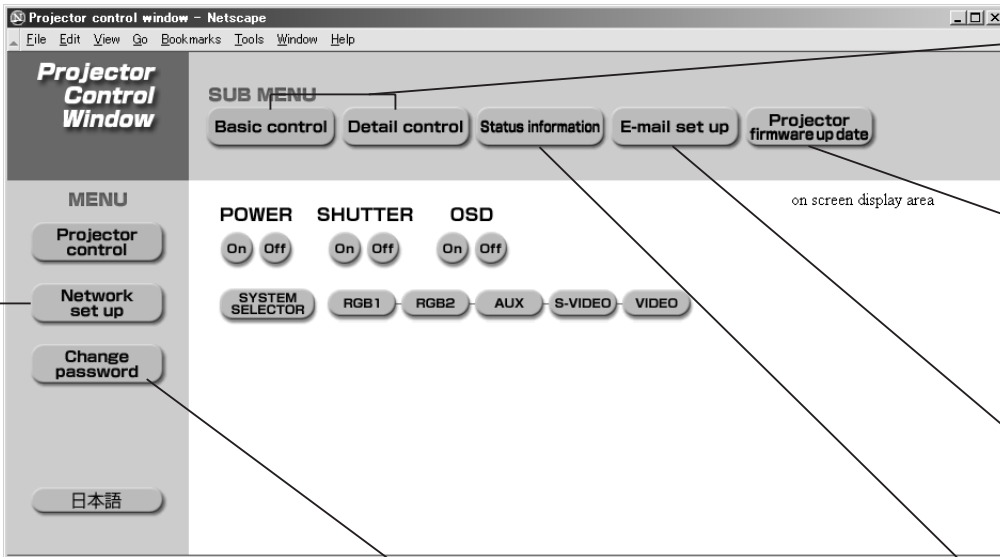 Projector control window - Netscape
File Edit View Go Bookmarks Tools Window Help
Projector
Control
Window
SUB MENU
Basic control Detail control Status information E-mail set up Projector
firmware up date
MENU
Projector
control
Network
set up
Change
password
日本語
on screen display area
POWER SHUTTER OSD
On Off On Off On Off
SYSTEM
SELECTOR RGB1 RGB2 AUX S-VIDEO VIDEO